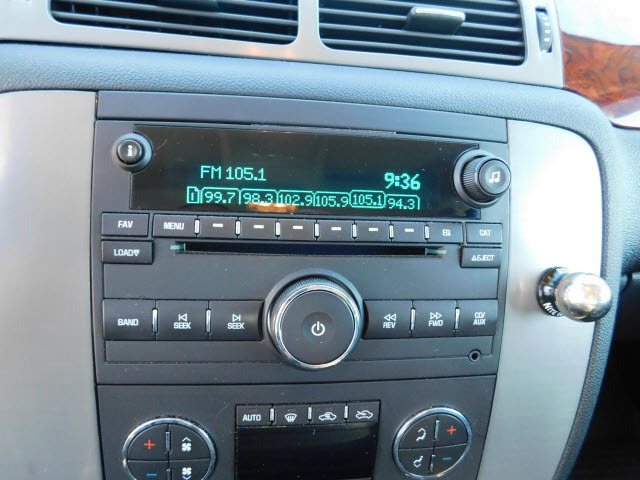 FM 105.1 9:36
1 99.7 98.3 102.9 105.9 105.1 94.3
FAV MENU EQ CAT
LOAD EJECT
BAND SEEK SEEK REV FWD CD/AUX
AUTO